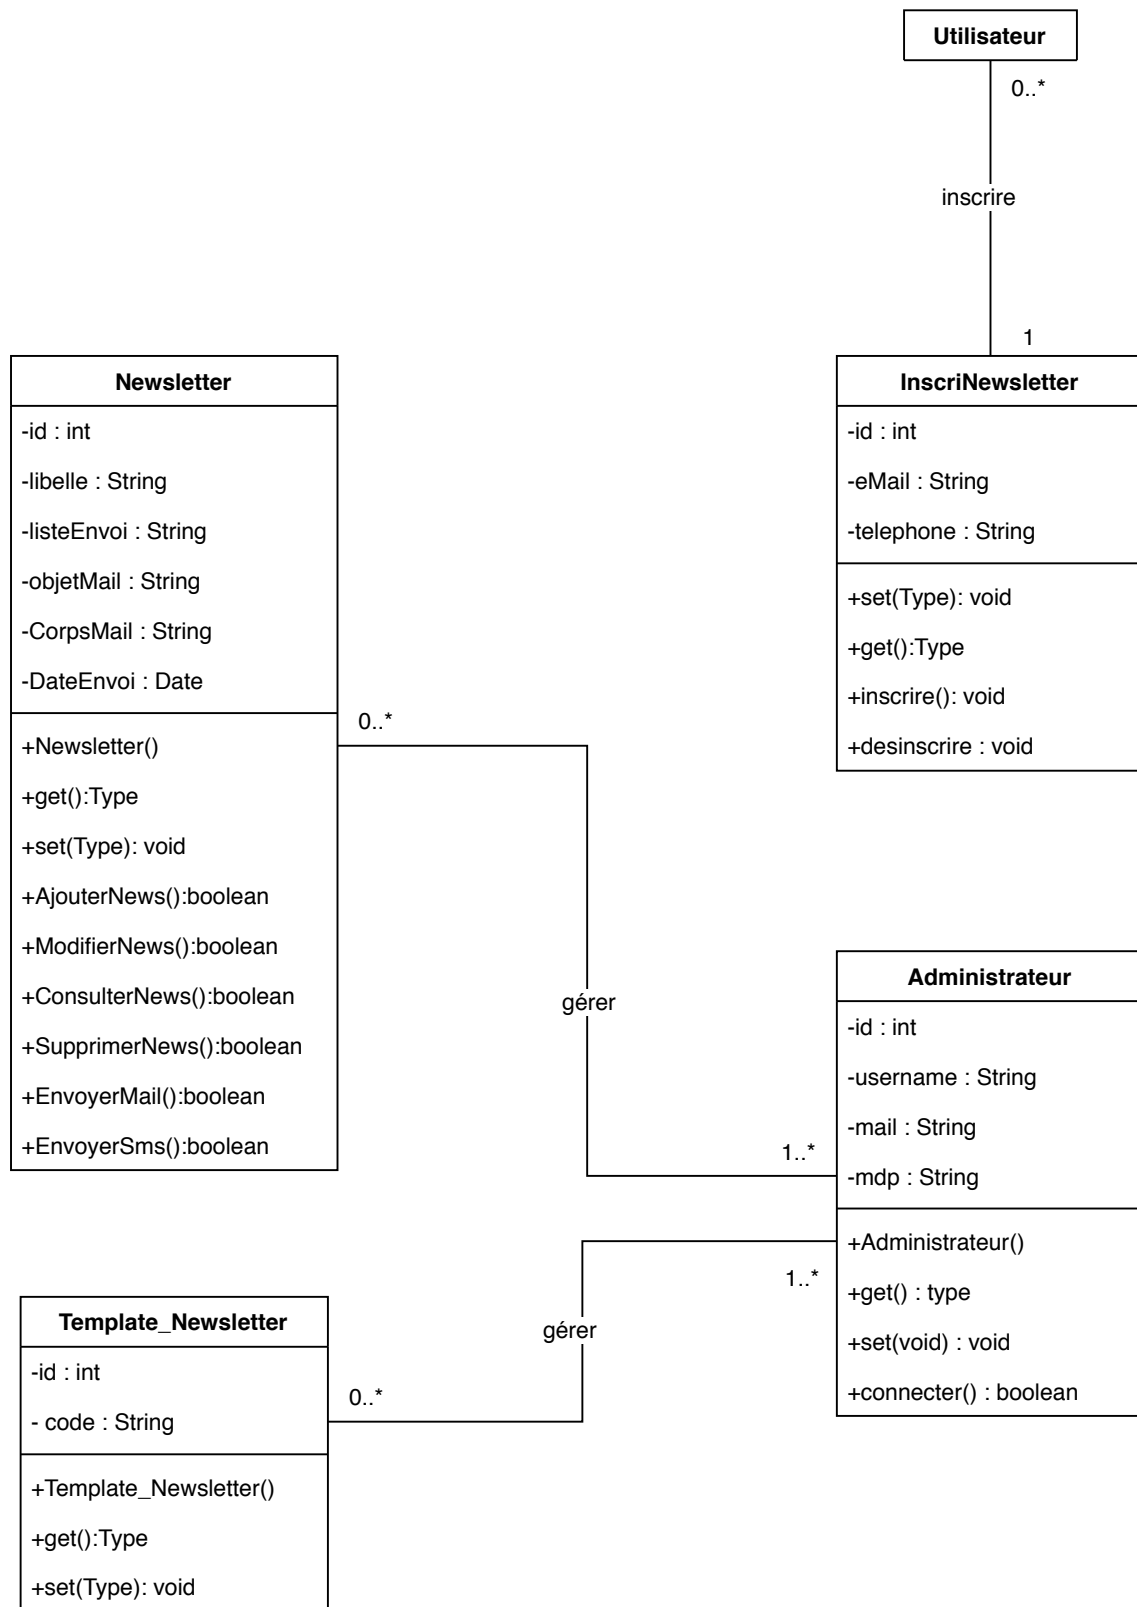 Utilisateur
0..*
inscrire
1
Newsletter
-id : int
-libelle : String
-listeEnvoi : String
-objetMail : String
-CorpsMail : String
-DateEnvoi : Date
+Newsletter()
+get():Type
+set(Type): void
+AjouterNews():boolean
+ModifierNews():boolean
+ConsulterNews():boolean
+SupprimerNews():boolean
+EnvoyerMail():boolean
+EnvoyerSms():boolean
InscriNewsletter
-id : int
-eMail : String
-telephone : String
+set(Type): void
+get():Type
+inscrire(): void
+desinscrire : void
0..*
gérer
1..*
Administrateur
-id : int
-username : String
-mail : String
-mdp : String
+Administrateur()
+get() : type
+set(void) : void
+connecter() : boolean
1..*
gérer
0..*
Template_Newsletter
-id : int
- code : String
+Template_Newsletter()
+get():Type
+set(Type): void